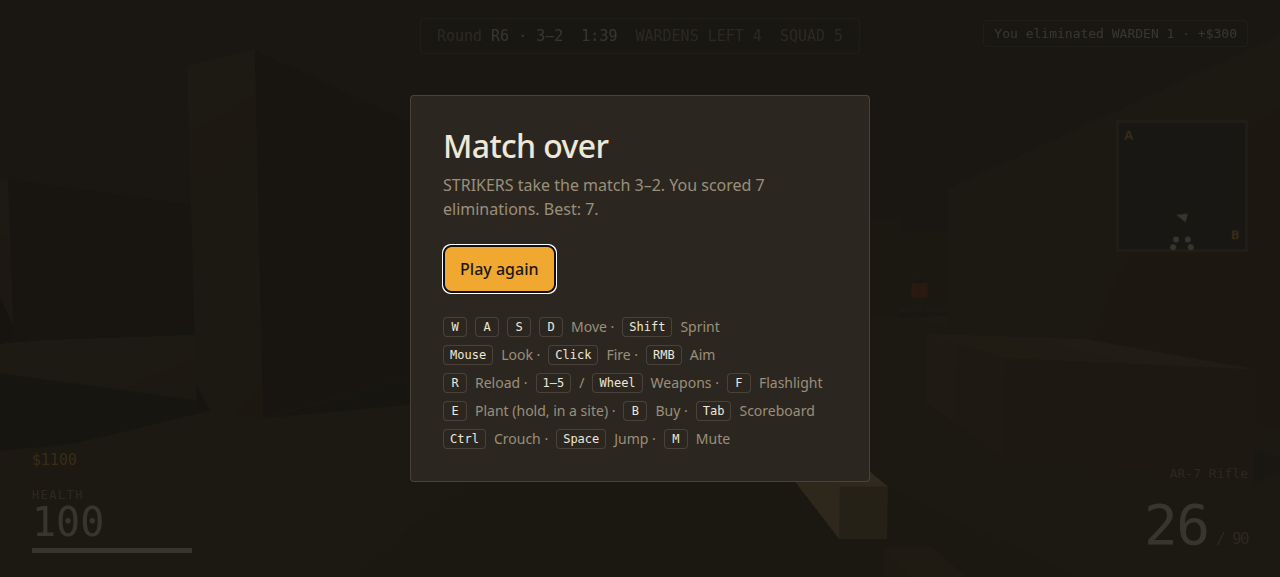 Round R6 · 3–2 1:39 WARDENS LEFT 4 SQUAD 5
You eliminated WARDEN 1 · +$300
A
B
Match over
STRIKERS take the match 3–2. You scored 7
eliminations. Best: 7.
Play again
W A S D Move · Shift Sprint
Mouse Look · Click Fire · RMB Aim
R Reload · 1–5 / Wheel Weapons · F Flashlight
E Plant (hold, in a site) · B Buy · Tab Scoreboard
Ctrl Crouch · Space Jump · M Mute
$1100
HEALTH
100
AR-7 Rifle
26 / 90